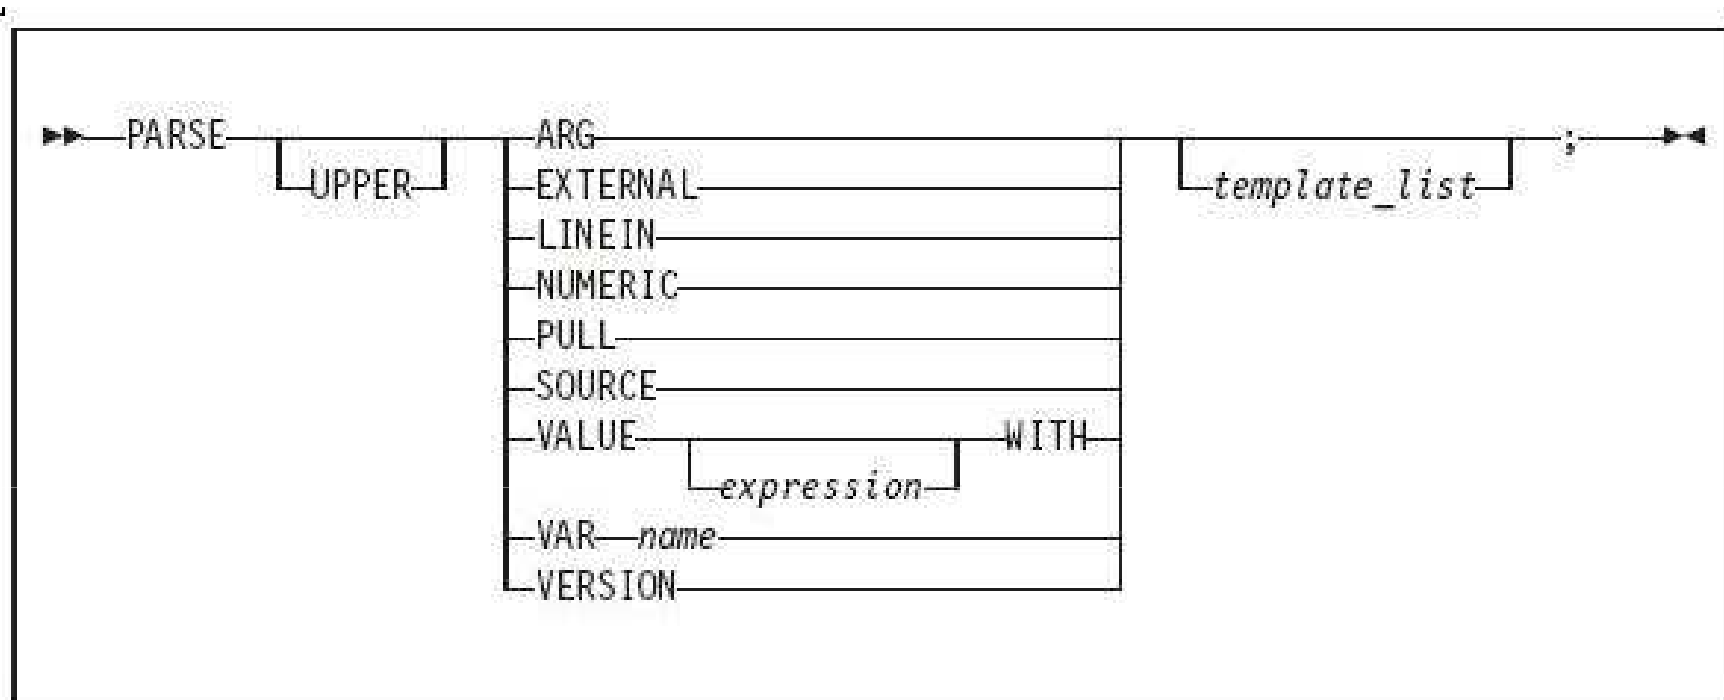 PARSE ARG ;
UPPER EXTERNAL template_list
LINEIN
NUMERIC
PULL
SOURCE
VALUE WITH
expression
VAR name
VERSION